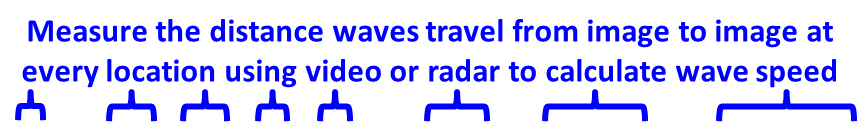 Measure the distance waves travel from image to image at
every location using video or radar to calculate wave speed